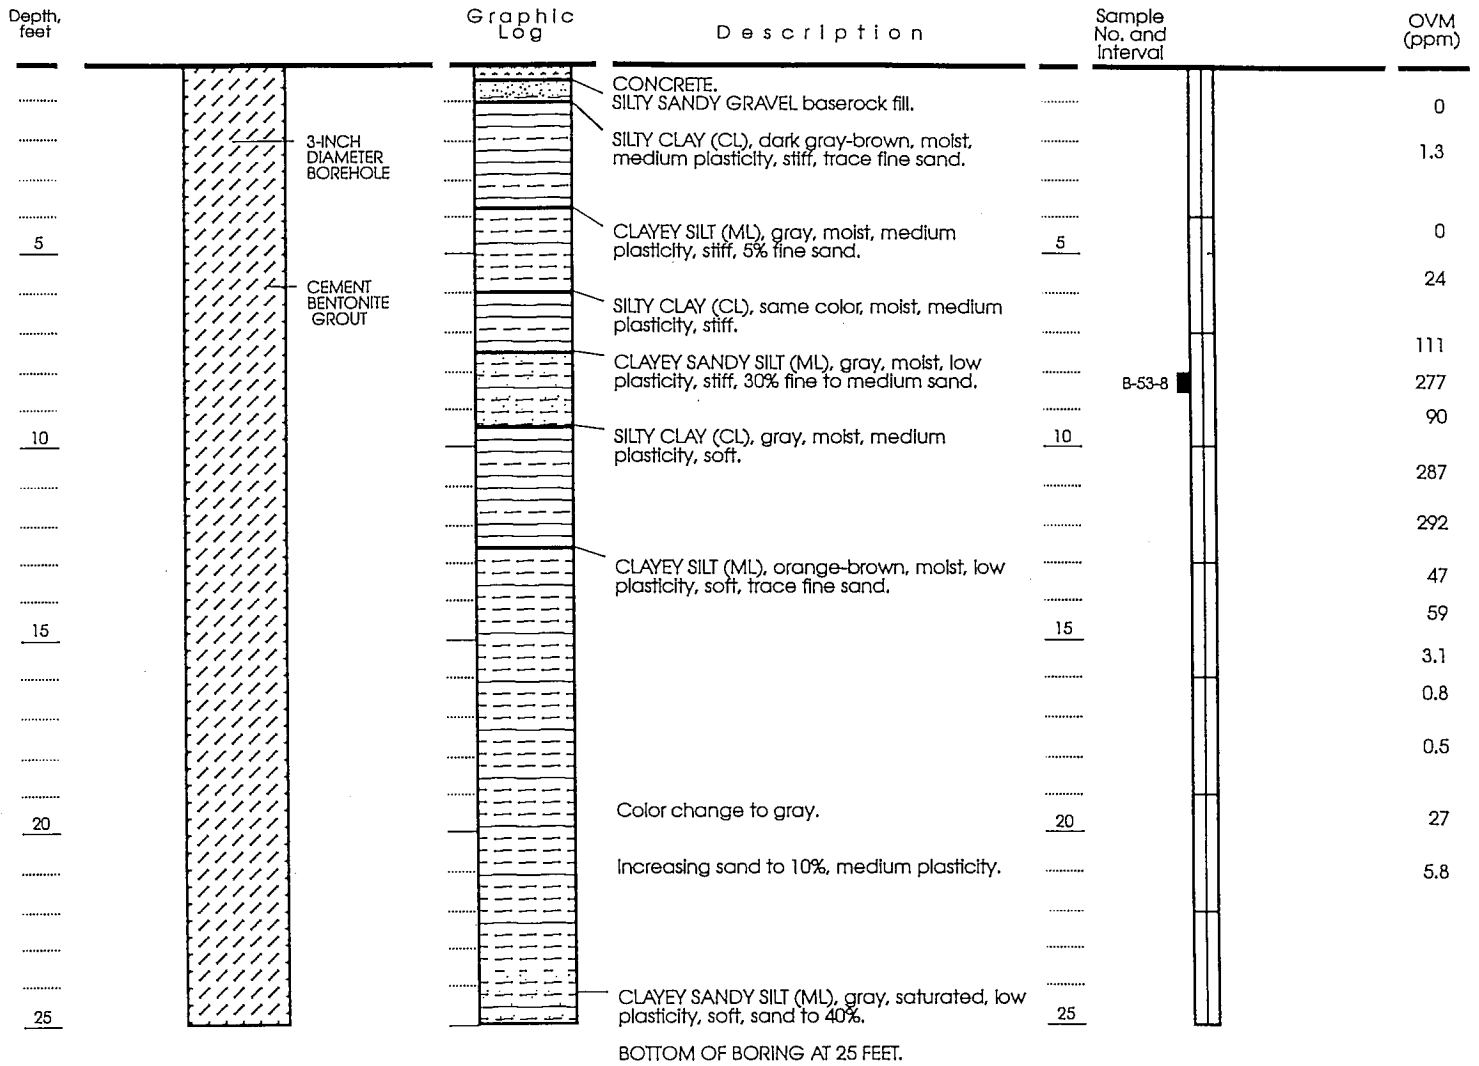 Depth,
feet
Graphic
Log
Description
Sample
No. and
Interval
OVM
(ppm)
CONCRETE.
SILTY SANDY GRAVEL baserock fill.
0
3-INCH
DIAMETER
BOREHOLE
SILTY CLAY (CL), dark gray-brown, moist,
medium plasticity, stiff, trace fine sand.
1.3
CLAYEY SILT (ML), gray, moist, medium
plasticity, stiff, 5% fine sand.
0
5
5
24
CEMENT
BENTONITE
GROUT
SILTY CLAY (CL), same color, moist, medium
plasticity, stiff.
111
CLAYEY SANDY SILT (ML), gray, moist, low
plasticity, stiff, 30% fine to medium sand.
B-53-8
277
90
10
SILTY CLAY (CL), gray, moist, medium
plasticity, soft.
10
287
292
CLAYEY SILT (ML), orange-brown, moist, low
plasticity, soft, trace fine sand.
47
59
15
15
3.1
0.8
0.5
Color change to gray.
20
20
27
Increasing sand to 10%, medium plasticity.
5.8
CLAYEY SANDY SILT (ML), gray, saturated, low
plasticity, soft, sand to 40%.
25
25
BOTTOM OF BORING AT 25 FEET.